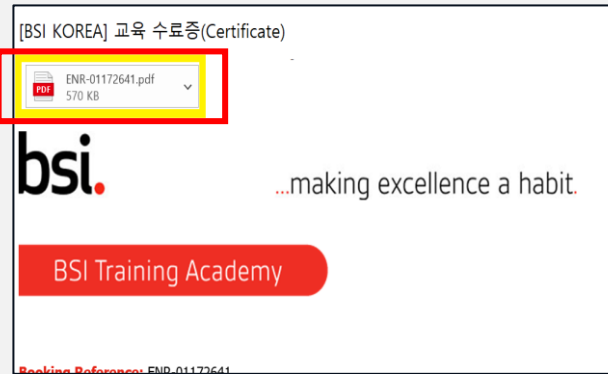 [BSI KOREA] 교육 수료증(Certificate)
PDF
ENR-01172641.pdf
570 KB
bsi.
...making excellence a habit.
BSI Training Academy
Booking Reference: ENR-01172641